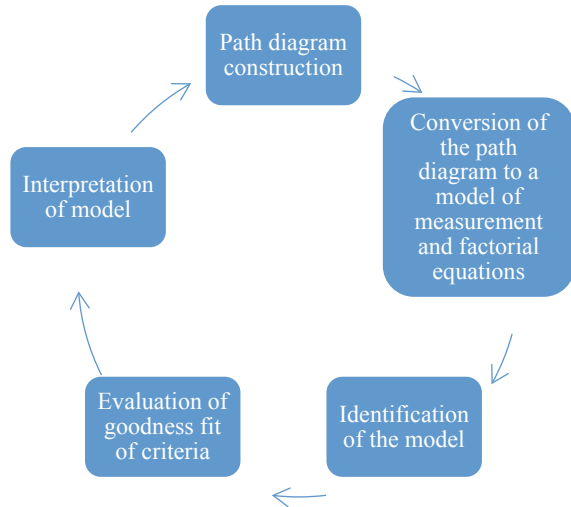 Path diagram
construction
Conversion of
the path
diagram to a
model of
measurement
and factorial
equations
Identification
of the model
Evaluation of
goodness fit
of criteria
Interpretation
of model